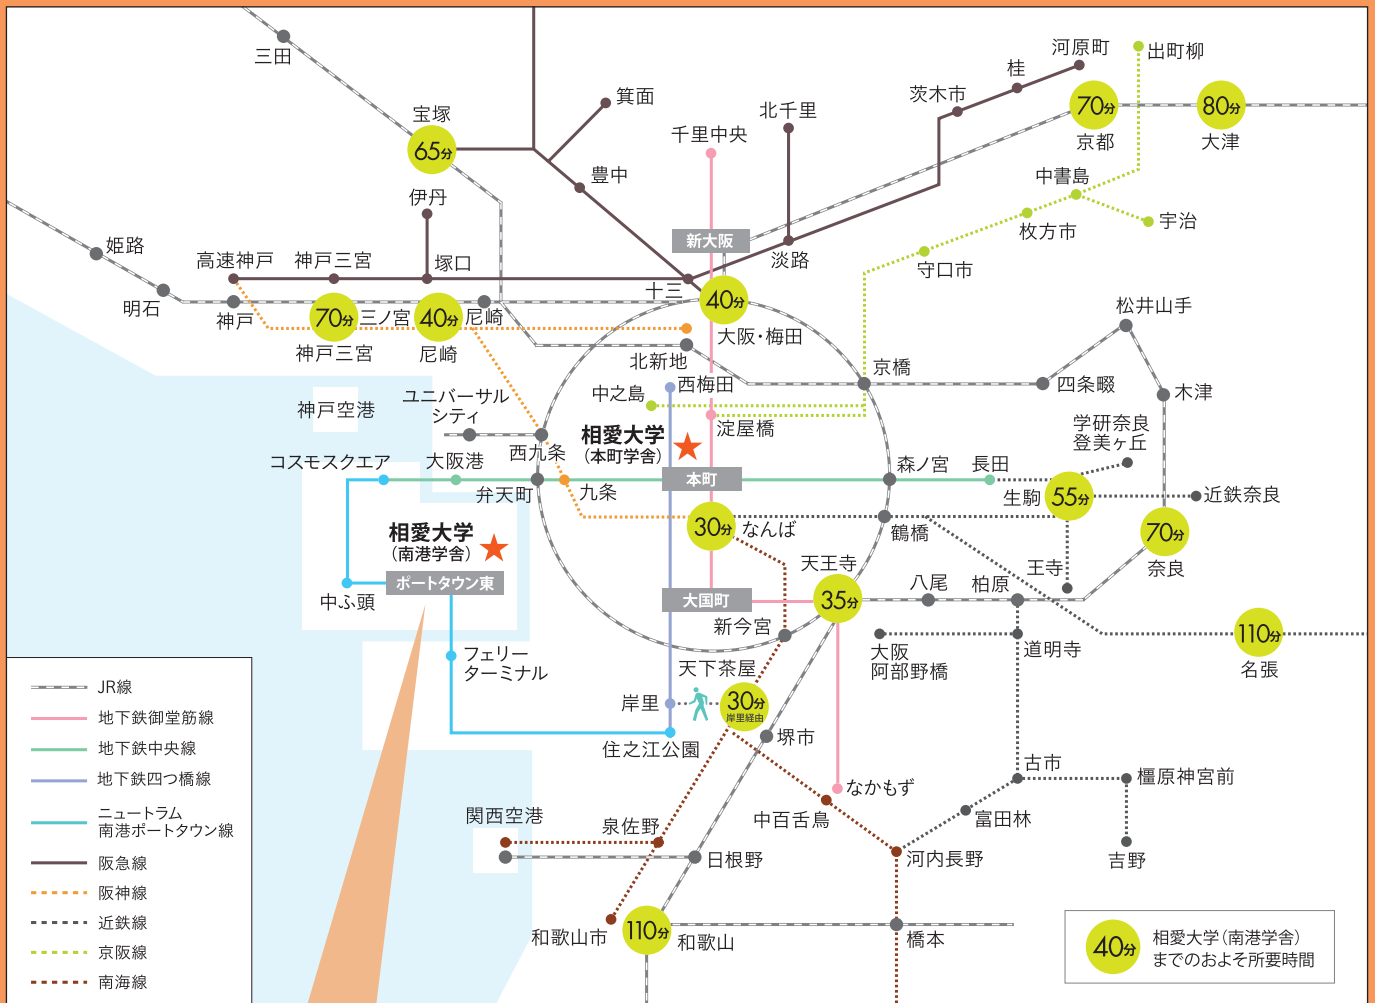 三田
宝塚
65分
箕面
豊中
伊丹
千里中央
北千里
茨木市
桂
河原町
出町柳
70分
京都
80分
大津
中書島
宇治
枚方市
守口市
淡路
新大阪
姫路
明石
高速神戸
神戸三宮
塚口
十三
神戸
70分
三ノ宮
神戸三宮
40分
尼崎
尼崎
40分
大阪・梅田
北新地
西梅田
中之島
淀屋橋
京橋
四条畷
松井山手
木津
学研奈良
登美ヶ丘
神戸空港
ユニバーサル
シティ
西九条
相愛大学
(本町学舎)
本町
コスモスクエア
大阪港
弁天町
九条
森ノ宮
長田
生駒
55分
近鉄奈良
70分
奈良
王寺
鶴橋
30分
なんば
相愛大学
(南港学舎)
ポートタウン東
中ふ頭
大国町
天王寺
35分
八尾
柏原
新今宮
大阪
阿部野橋
道明寺
110分
名張
フェリー
ターミナル
天下茶屋
岸里
30分
岸里経由
住之江公園
堺市
なかもず
中百舌鳥
古市
橿原神宮前
富田林
吉野
河内長野
関西空港
泉佐野
日根野
和歌山市
110分
和歌山
橋本
JR線
地下鉄御堂筋線
地下鉄中央線
地下鉄四つ橋線
ニュートラム
南港ポートタウン線
阪急線
阪神線
近鉄線
京阪線
南海線
40分
相愛大学(南港学舎)
までのおよそ所要時間